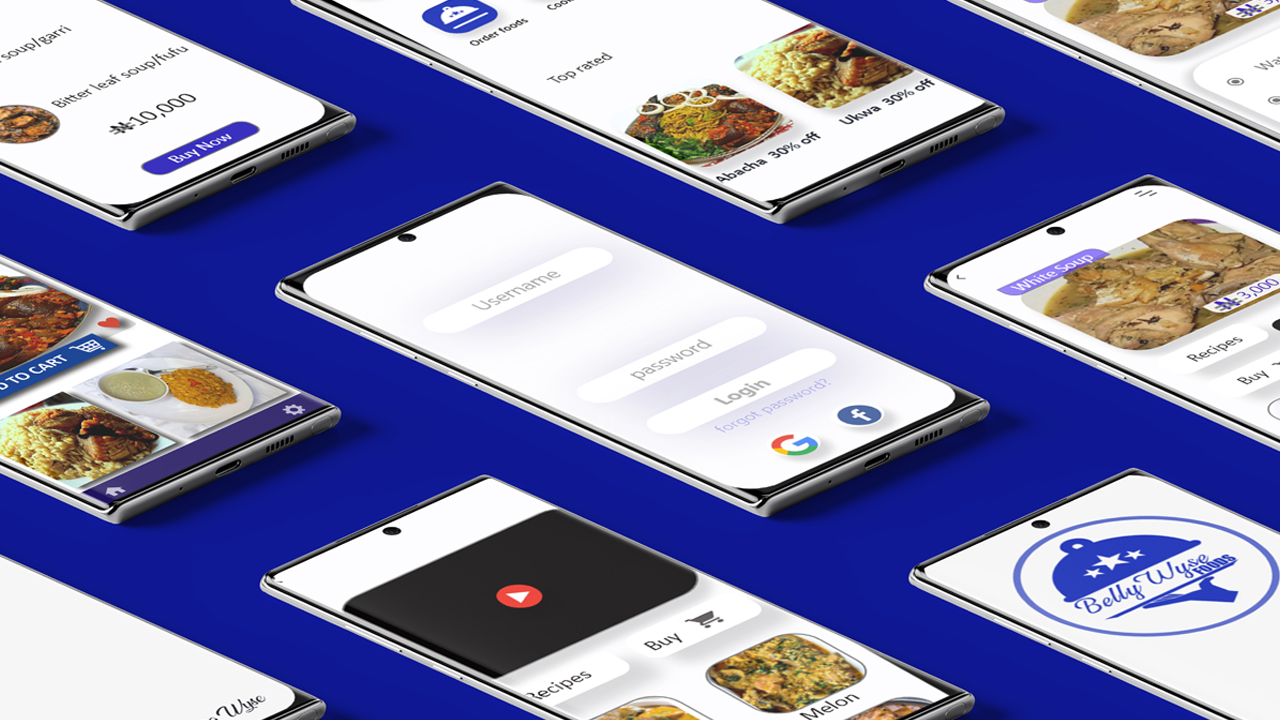 soup/garri
Bitter leaf soup/fufu
₦10,000
Buy Now
Order foods
Top rated
Abacha 30% off
Ukwa 30% off
Username
password
Login
forgot password?
White Soup
₦ 3,000
Recipes
Buy
TO CART
Buy
Recipes
Melon
Belly Wyse
FOODS
Wyse